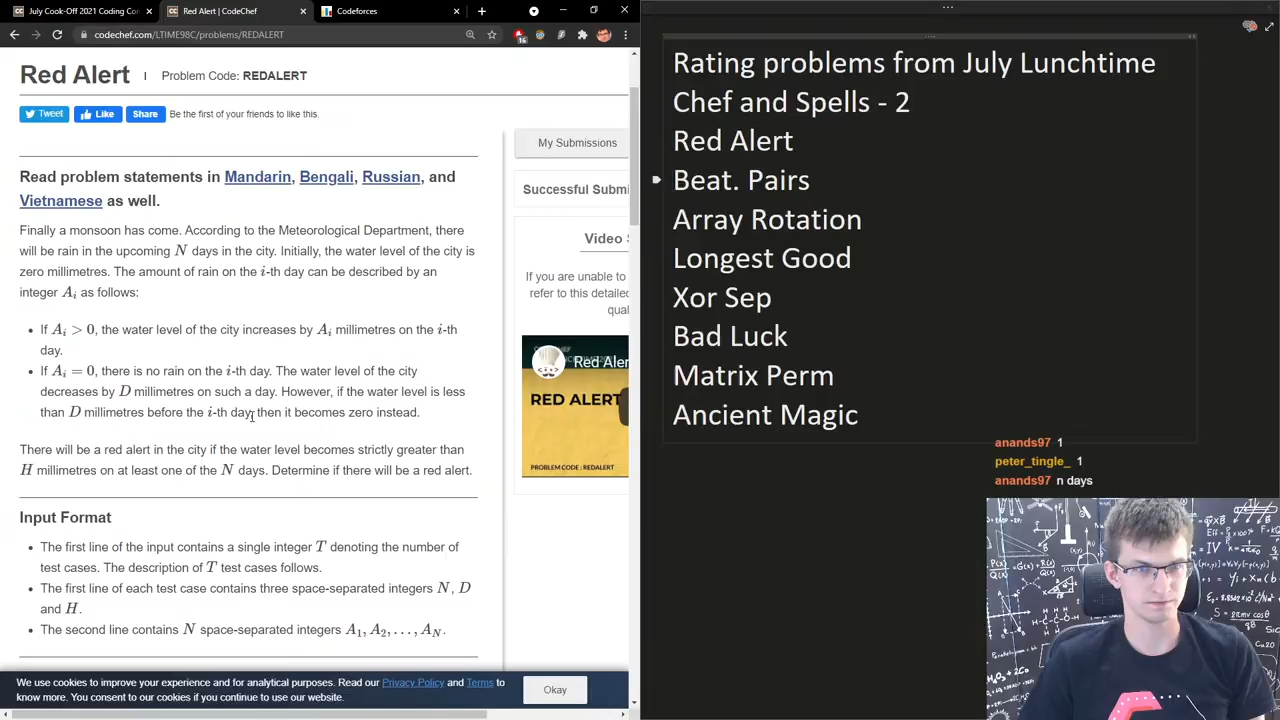 July Cook-Off 2021 Coding Con
Red Alert | CodeChef
Codeforces
codechef.com/LTIME98C/problems/REDALERT
16
Red Alert
Problem Code: REDALERT
Tweet
Like
Share
Be the first of your friends to like this.
My Submissions
Successful Submi
Read problem statements in Mandarin, Bengali, Russian, and
Vietnamese as well.
Finally a monsoon has come. According to the Meteorological Department, there
will be rain in the upcoming N days in the city. Initially, the water level of the city is
zero millimetres. The amount of rain on the i-th day can be described by an
integer A_i as follows:
• If A_i > 0, the water level of the city increases by A_i millimetres on the i-th
day.
• If A_i = 0, there is no rain on the i-th day. The water level of the city
decreases by D millimetres on such a day. However, if the water level is less
than D millimetres before the i-th day then it becomes zero instead.
There will be a red alert in the city if the water level becomes strictly greater than
H millimetres on at least one of the N days. Determine if there will be a red alert.
Input Format
• The first line of the input contains a single integer T denoting the number of
test cases. The description of T test cases follows.
• The first line of each test case contains three space-separated integers N, D
and H.
• The second line contains N space-separated integers A_1, A_2, ..., A_N.
Video S
If you are unable to
refer to this detailed
qual
Red Aler
RED ALERT
PROBLEM CODE : REDALERT
We use cookies to improve your experience and for analytical purposes. Read our Privacy Policy and Terms to
know more. You consent to our cookies if you continue to use our website.
Okay
Rating problems from July Lunchtime
Chef and Spells - 2
Red Alert
Beat. Pairs
Array Rotation
Longest Good
Xor Sep
Bad Luck
Matrix Perm
Ancient Magic
anands97 1
peter_tingle_ 1
anands97 n days